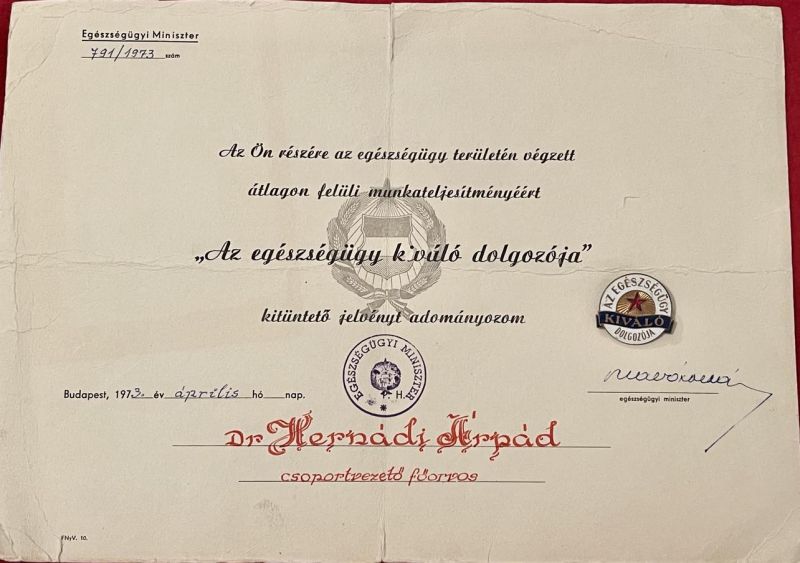 Egészségügyi Miniszter
791/1973 szám
Az Ön részére az egészségügy területén végzett
átlagon felüli munkateljesítményéért
„Az egészségügy kiváló dolgozója”
kitüntető jelvényt adományozom
AZ EGÉSZSÉGÜGY
KIVÁLÓ
DOLGOZÓJA
EGÉSZSÉGÜGYI MINISZTER
Budapest, 1973. év április hó nap.
P. H.
egészségügyi miniszter
Dr Hernádi Árpád
csoportvezető főorvos
FNyV. 10.